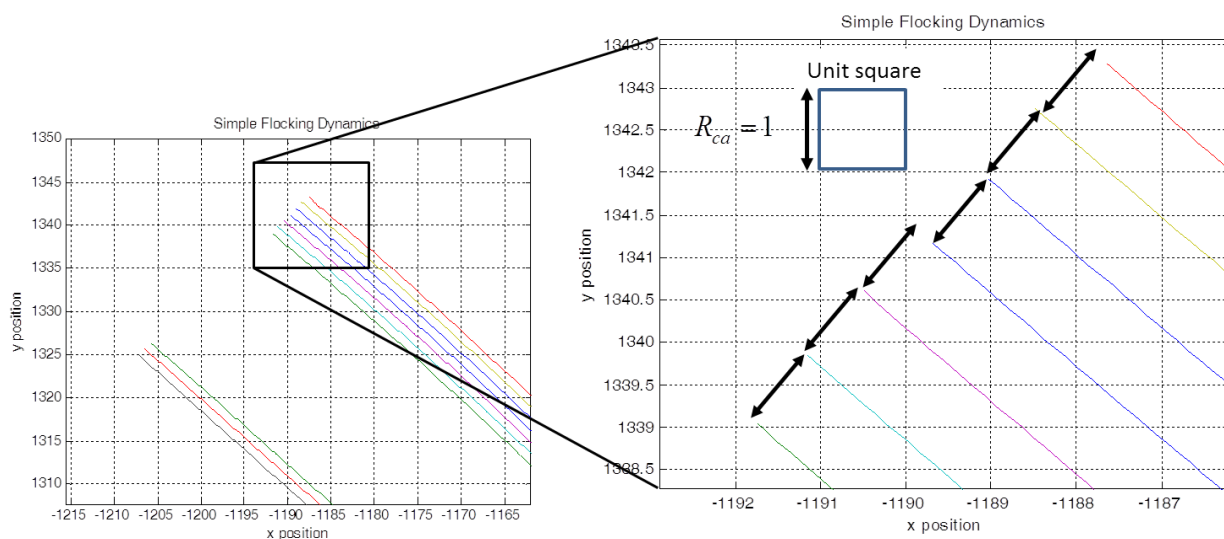 Simple Flocking Dynamics
1350
1345
1340
1335
1330
1325
1320
1315
1310
y position
-1215 -1210 -1205 -1200 -1195 -1190 -1185 -1180 -1175 -1170 -1165
x position
Simple Flocking Dynamics
1343.5
1343
1342.5
1342
1341.5
1341
1340.5
1340
1339.5
1339
1338.5
y position
Unit square
R_ca = 1
-1192 -1191 -1190 -1189 -1188 -1187
x position